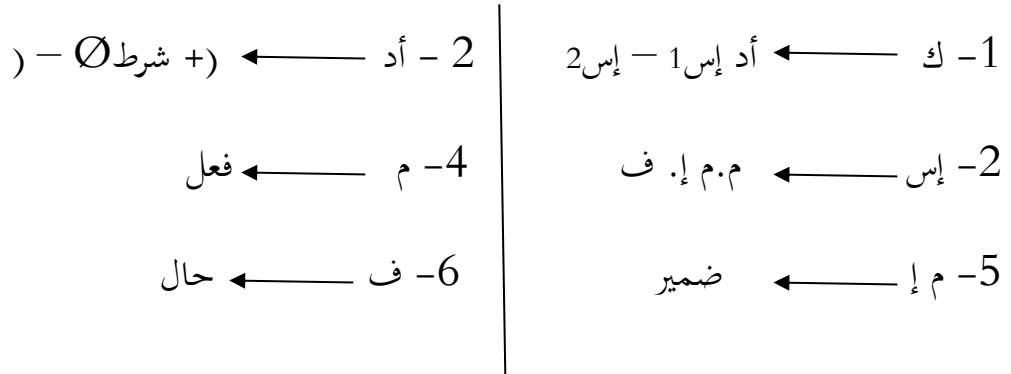 1- ك ← أد إس1 – إس2
2 - أد ← (+ شرط Ø – (
2- إس ← م.م إ. ف
4- م ← فعل
5- م إ ← ضمير
6- ف ← حال